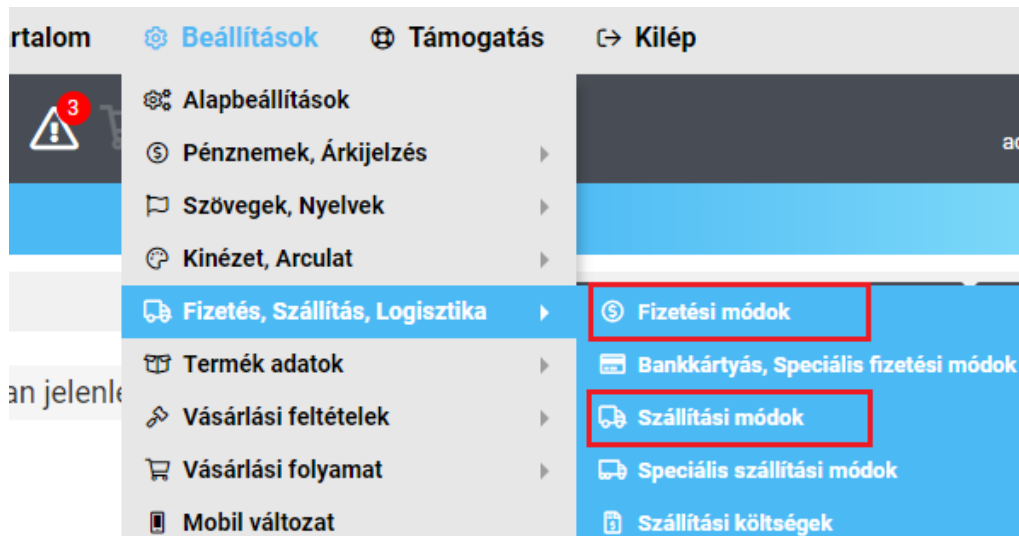 rtalom Beállítások Támogatás Kilép
Alapbeállítások
3
Pénznemek, Árkijelzés
Szövegek, Nyelvek
Kinézet, Arculat
Fizetés, Szállítás, Logisztika
Fizetési módok
Termék adatok
Bankkártyás, Speciális fizetési módok
an jelenle
Vásárlási feltételek
Szállítási módok
Vásárlási folyamat
Speciális szállítási módok
Mobil változat
Szállítási költségek